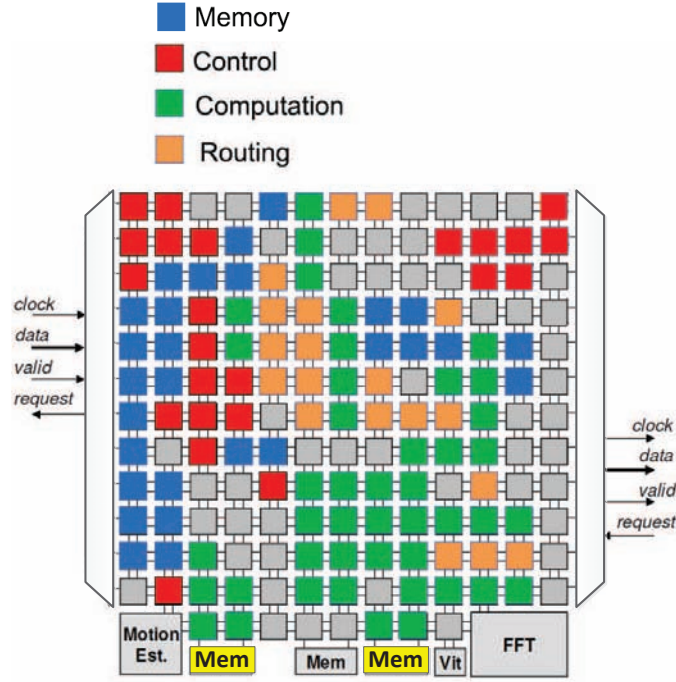 Memory
Control
Computation
Routing
clock
data
valid
request
clock
data
valid
request
Motion
Est.
Mem
Mem
Mem
Vit
FFT